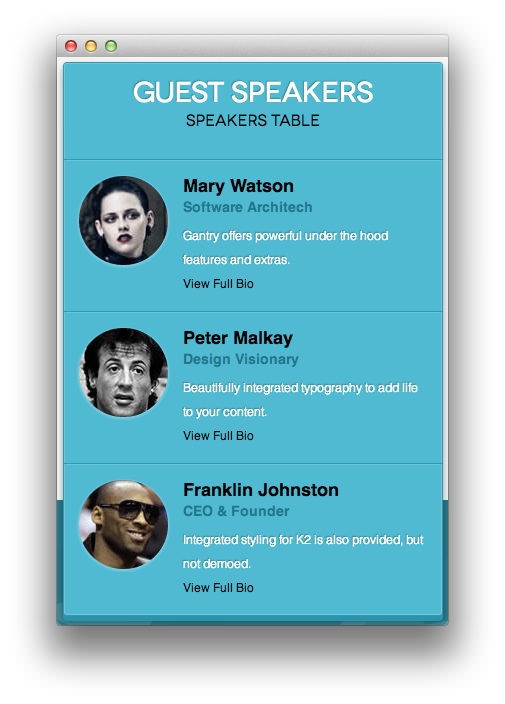 GUEST SPEAKERS
SPEAKERS TABLE
Mary Watson
Software Architech
Gantry offers powerful under the hood
features and extras.
View Full Bio
Peter Malkay
Design Visionary
Beautifully integrated typography to add life
to your content.
View Full Bio
Franklin Johnston
CEO & Founder
Integrated styling for K2 is also provided, but
not demoed.
View Full Bio